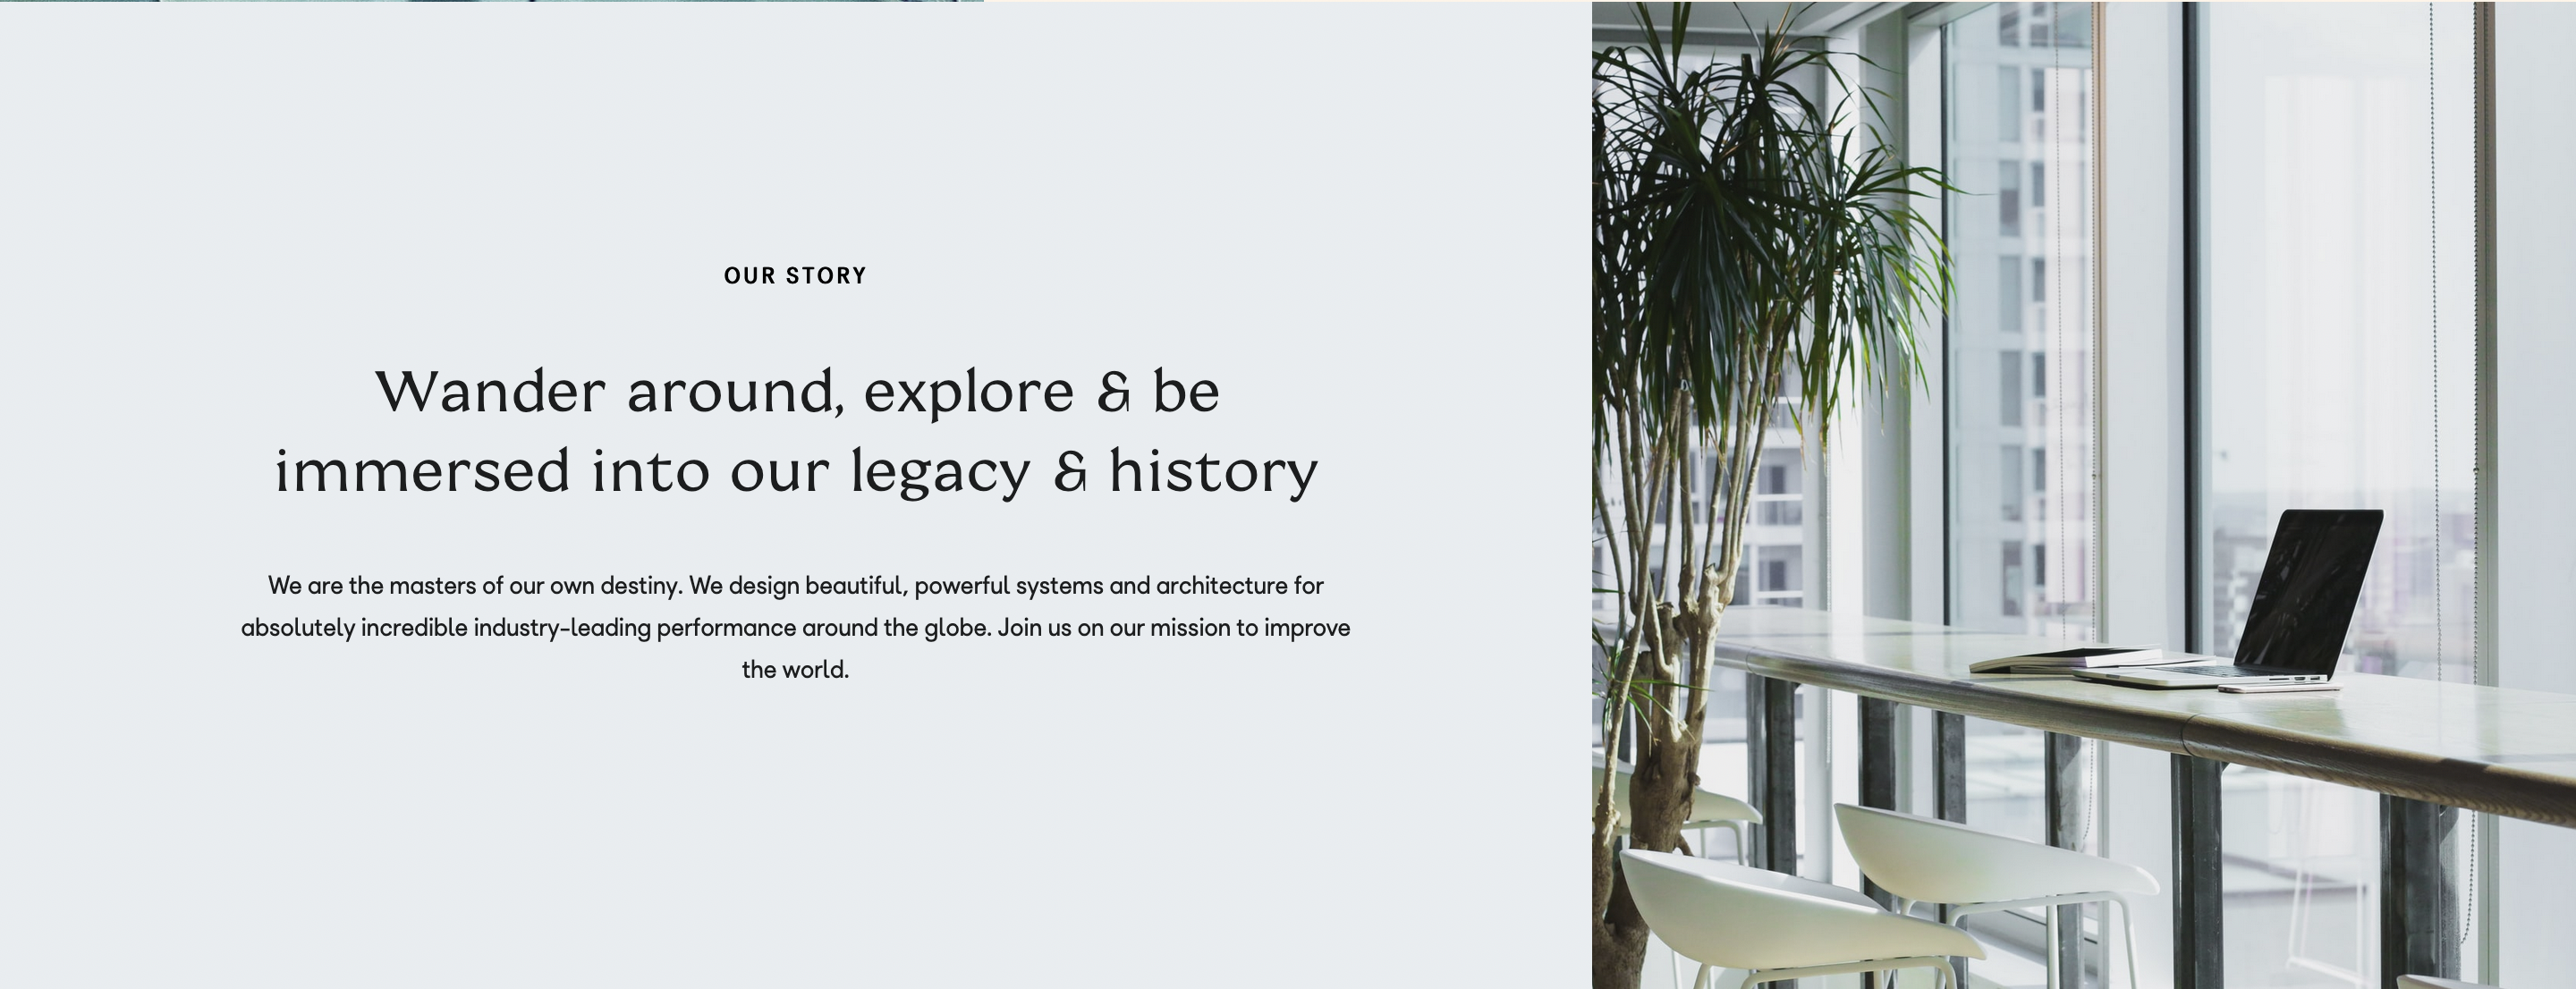 OUR STORY
Wander around, explore & be
immersed into our legacy & history
We are the masters of our own destiny. We design beautiful, powerful systems and architecture for
absolutely incredible industry-leading performance around the globe. Join us on our mission to improve
the world.